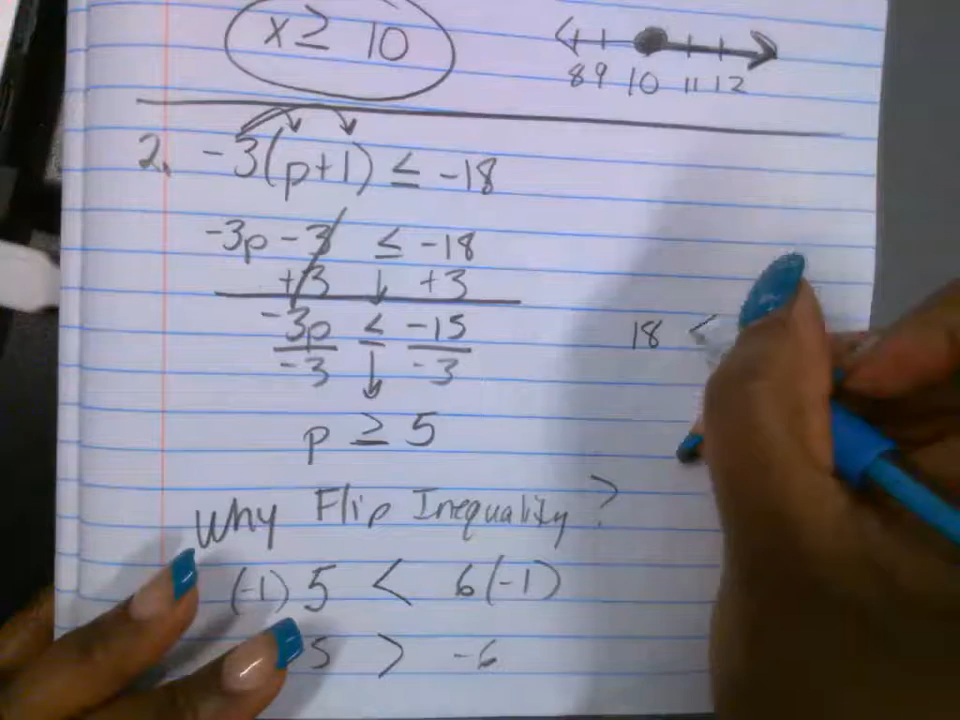 x ≥ 10
8 9 10 11 12
2. -3(p+1) ≤ -18
-3p - 3 ≤ -18
+3 ↓ +3
-3p ≤ -15
-3 ↓ -3
p ≥ 5
18 <
Why Flip Inequality?
(-1) 5 < 6(-1)
5 > -6